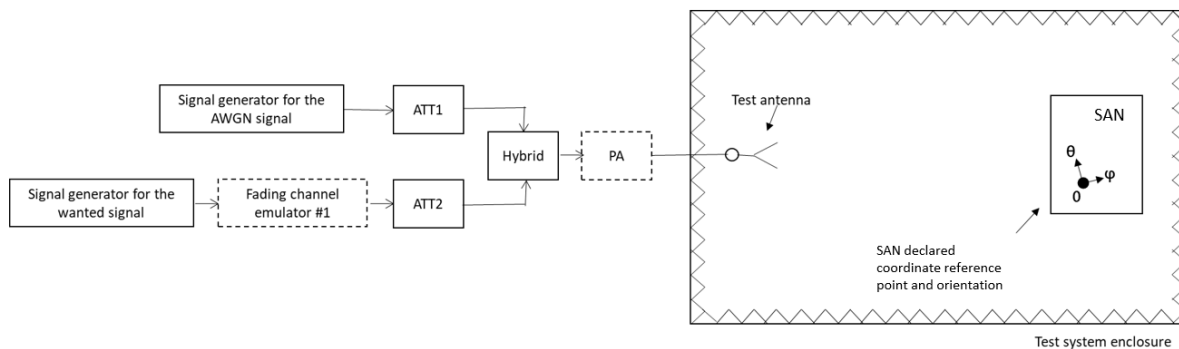 Signal generator for the
AWGN signal
ATT1
Signal generator for the
wanted signal
Fading channel
emulator #1
ATT2
Hybrid
PA
Test antenna
SAN
θ
φ
0
SAN declared
coordinate reference
point and orientation
Test system enclosure